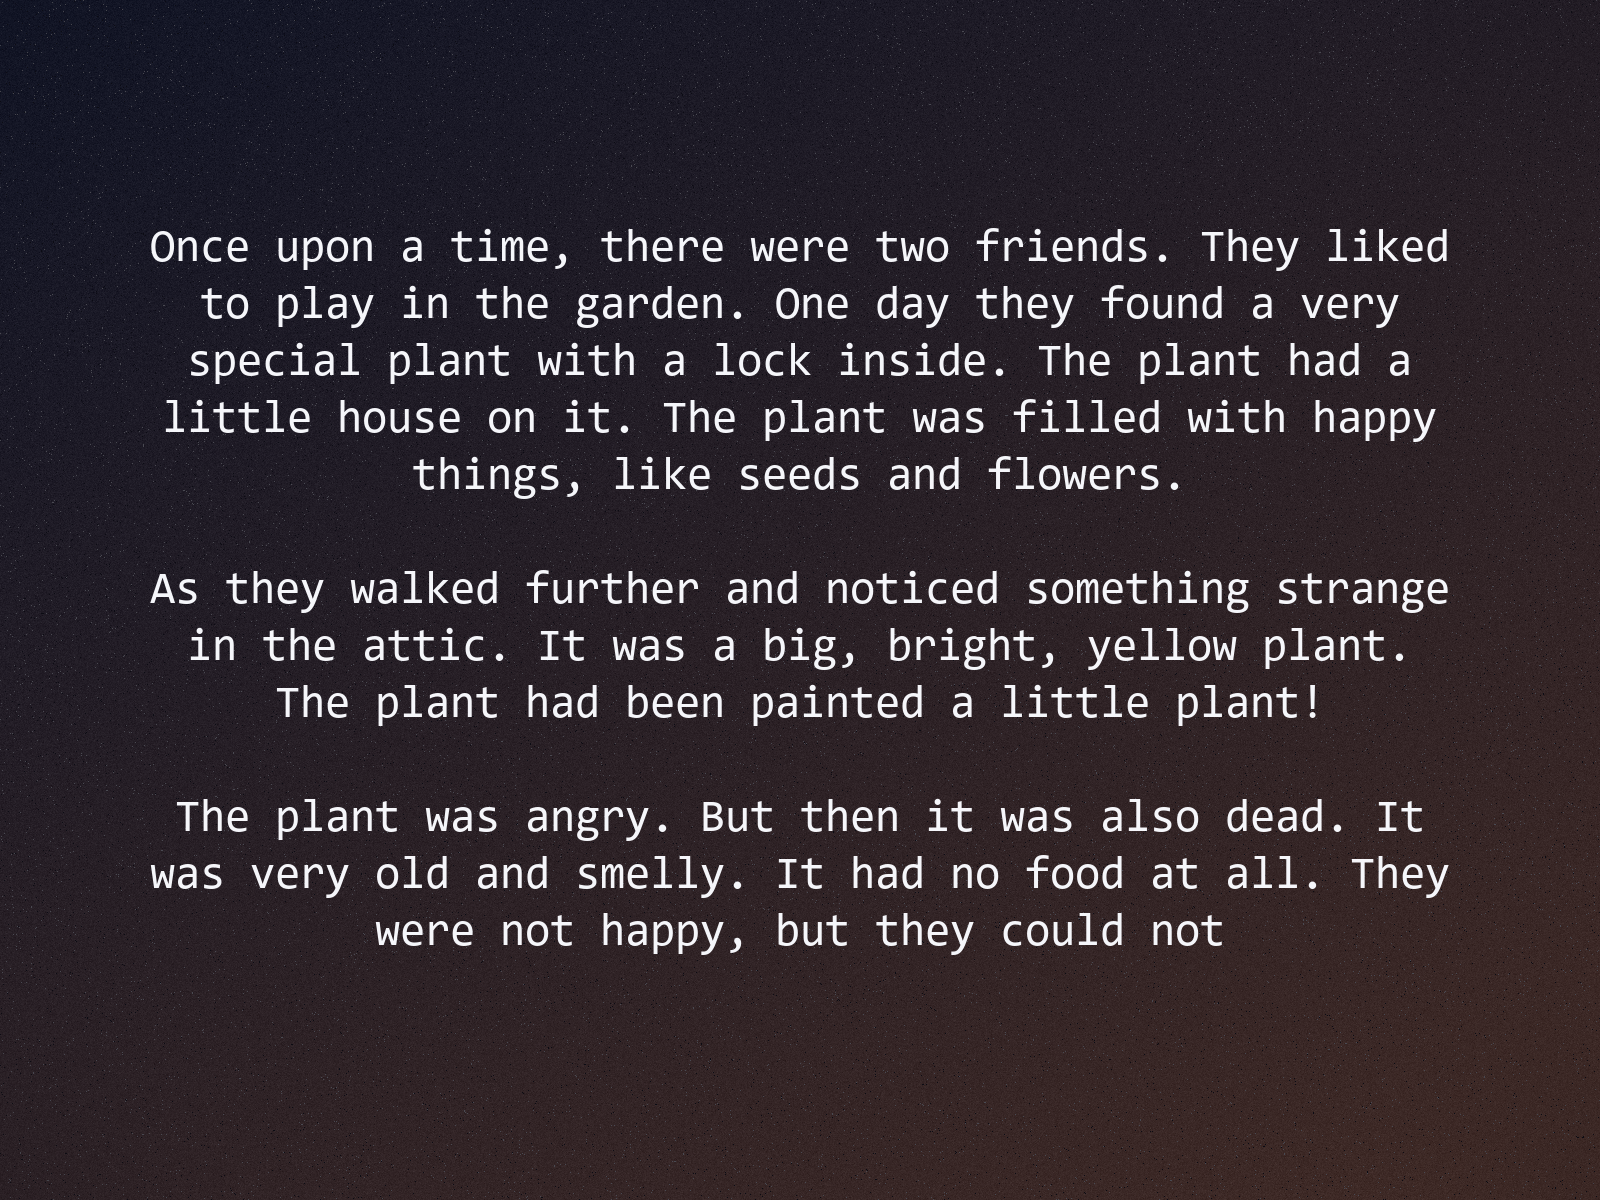 Once upon a time, there were two friends. They liked
to play in the garden. One day they found a very
special plant with a lock inside. The plant had a
little house on it. The plant was filled with happy
things, like seeds and flowers.
As they walked further and noticed something strange
in the attic. It was a big, bright, yellow plant.
The plant had been painted a little plant!
The plant was angry. But then it was also dead. It
was very old and smelly. It had no food at all. They
were not happy, but they could not